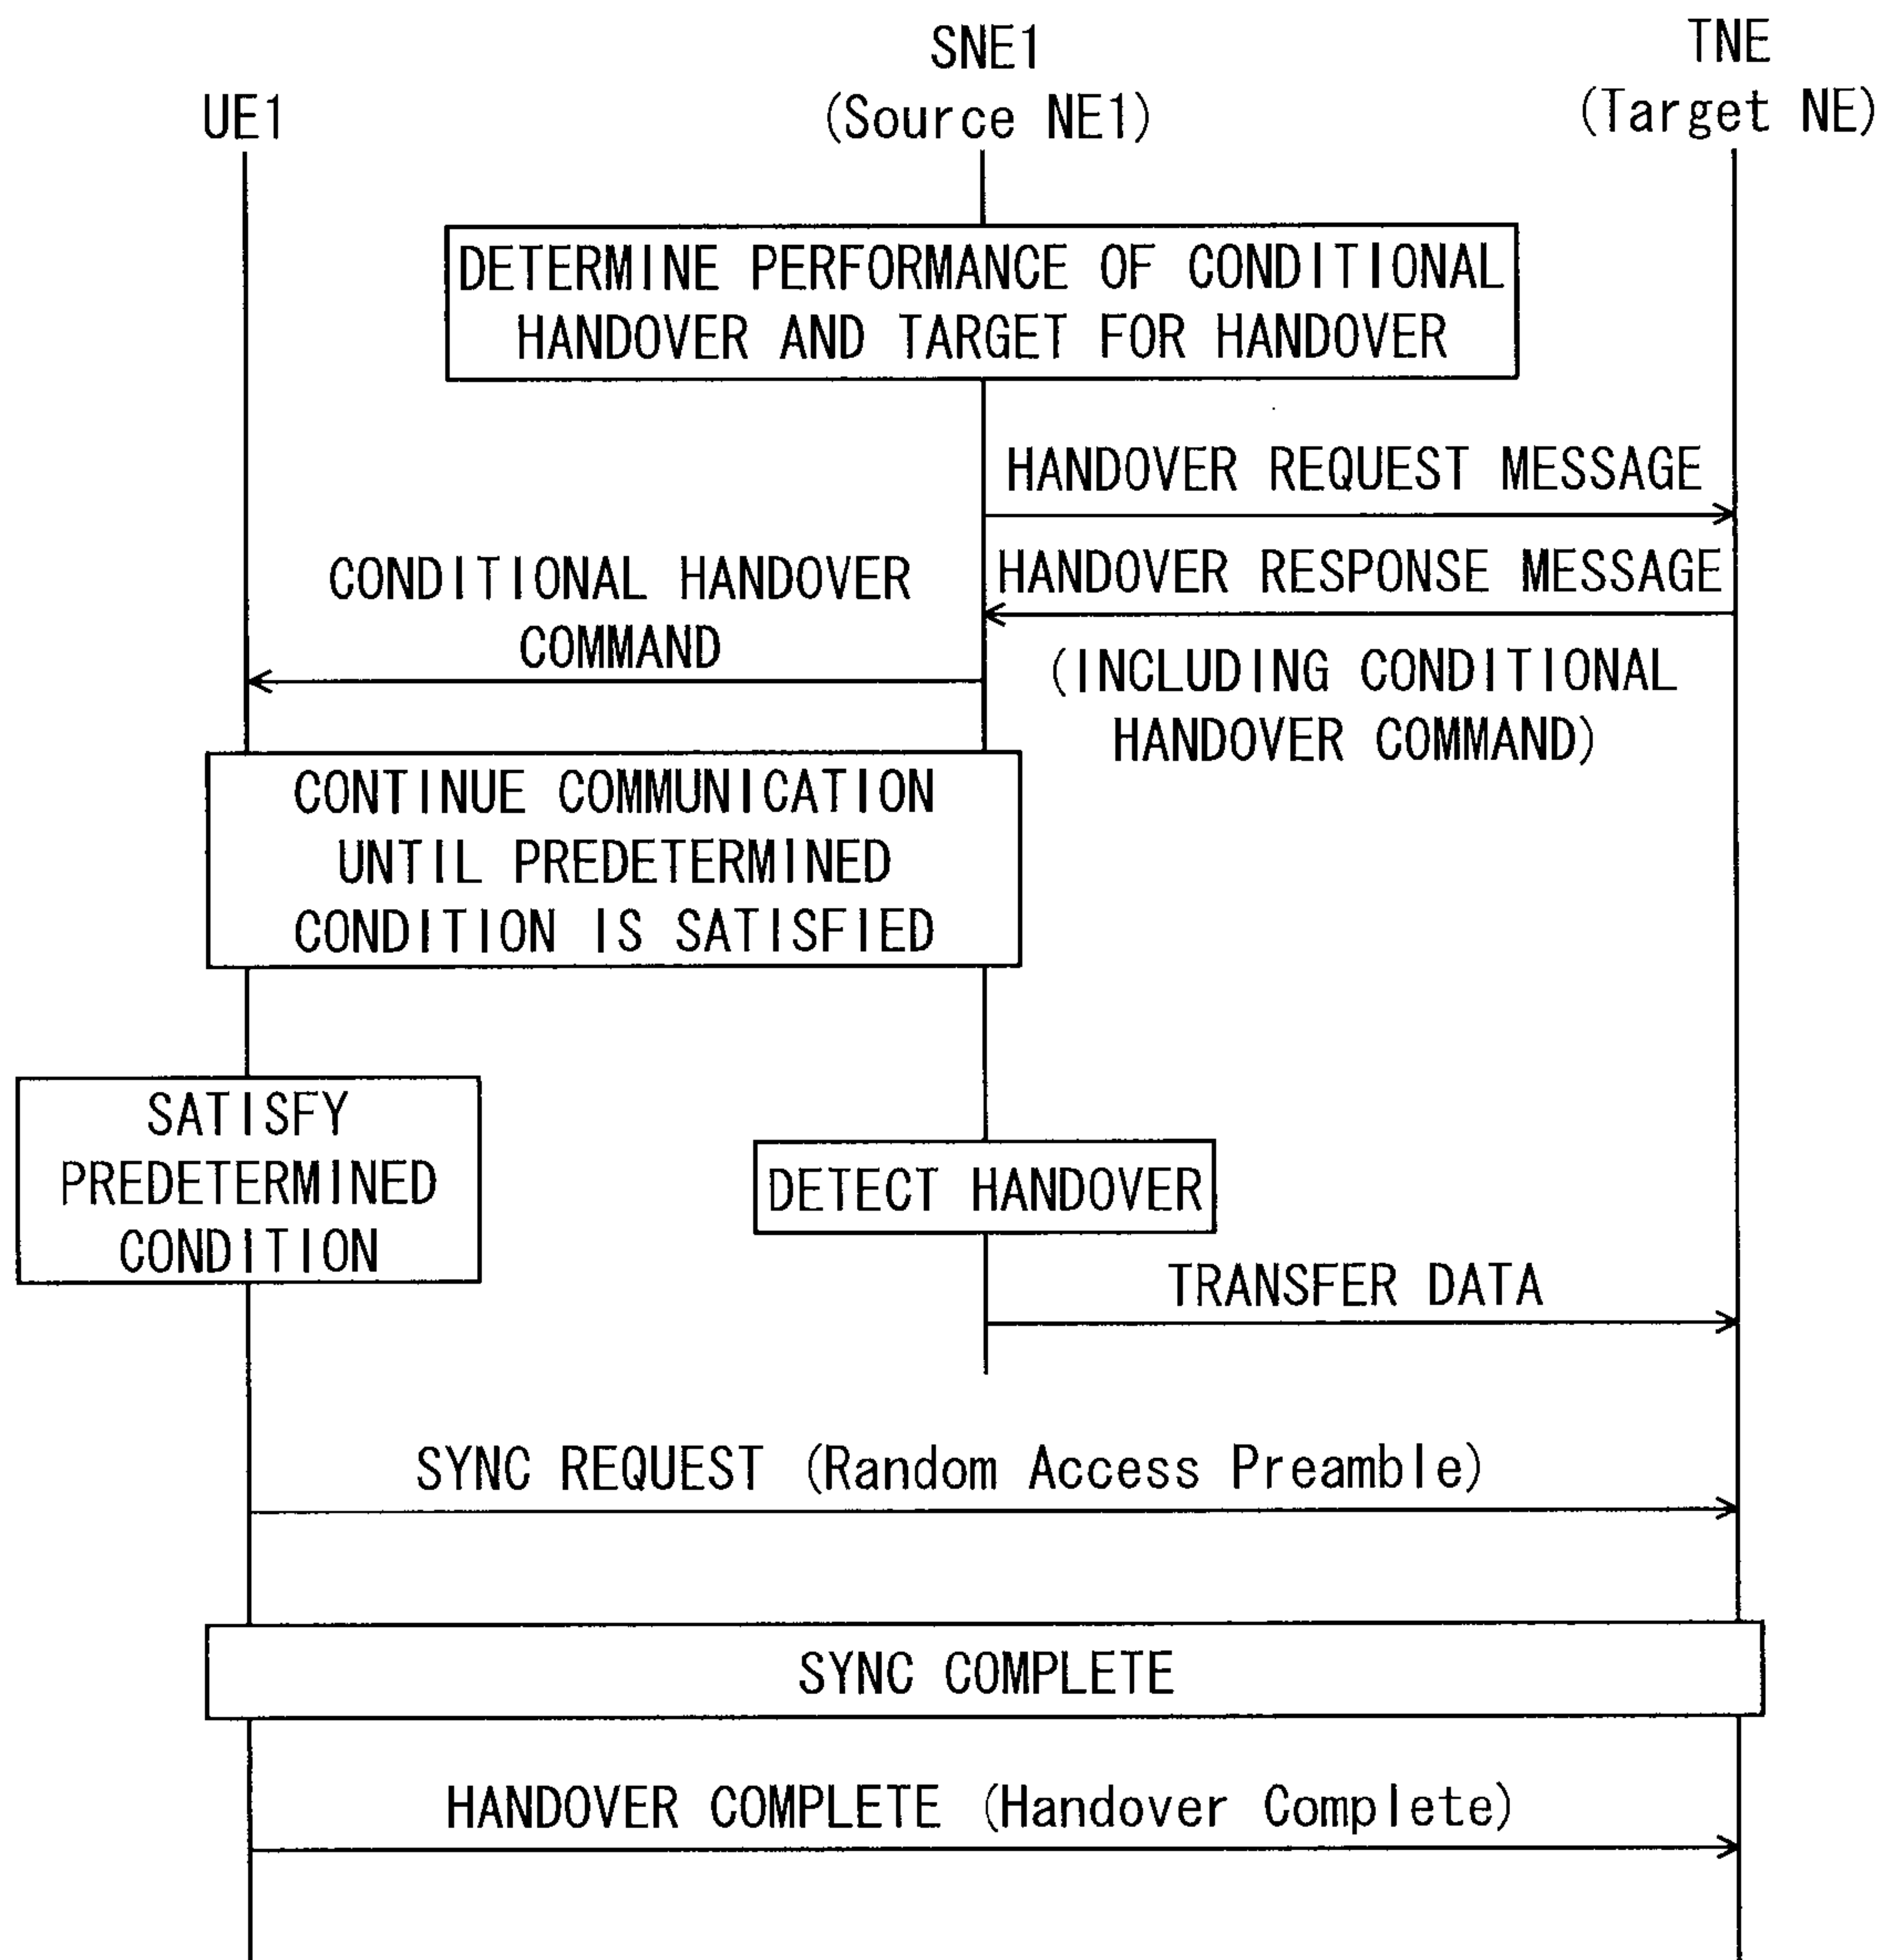 UE1
SNE1
(Source NE1)
TNE
(Target NE)
DETERMINE PERFORMANCE OF CONDITIONAL
HANDOVER AND TARGET FOR HANDOVER
HANDOVER REQUEST MESSAGE
HANDOVER RESPONSE MESSAGE
(INCLUDING CONDITIONAL
HANDOVER COMMAND)
CONDITIONAL HANDOVER
COMMAND
CONTINUE COMMUNICATION
UNTIL PREDETERMINED
CONDITION IS SATISFIED
SATISFY
PREDETERMINED
CONDITION
DETECT HANDOVER
TRANSFER DATA
SYNC REQUEST (Random Access Preamble)
SYNC COMPLETE
HANDOVER COMPLETE (Handover Complete)